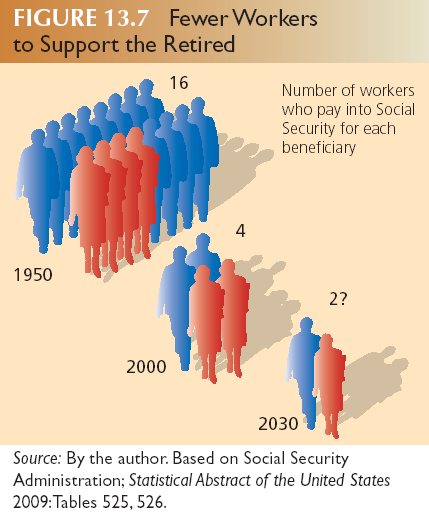 FIGURE 13.7 Fewer Workers
to Support the Retired
16
Number of workers
who pay into Social
Security for each
beneficiary
1950
4
2000
2?
2030
Source: By the author. Based on Social Security
Administration; Statistical Abstract of the United States
2009:Tables 525, 526.